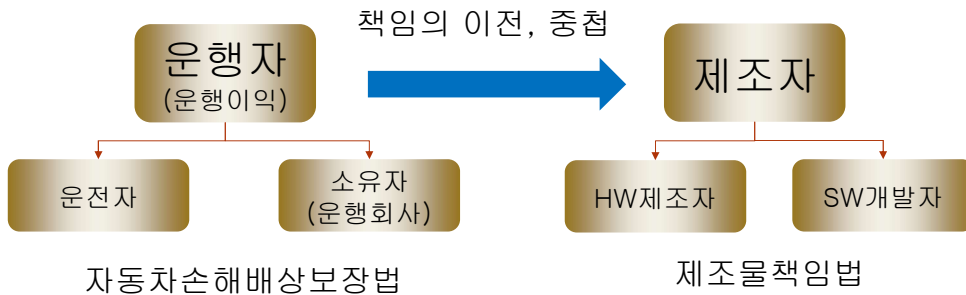 책임의 이전, 중첩
운행자
(운행이익)
제조자
운전자
소유자
(운행회사)
HW제조자
SW개발자
자동차손해배상보장법
제조물책임법